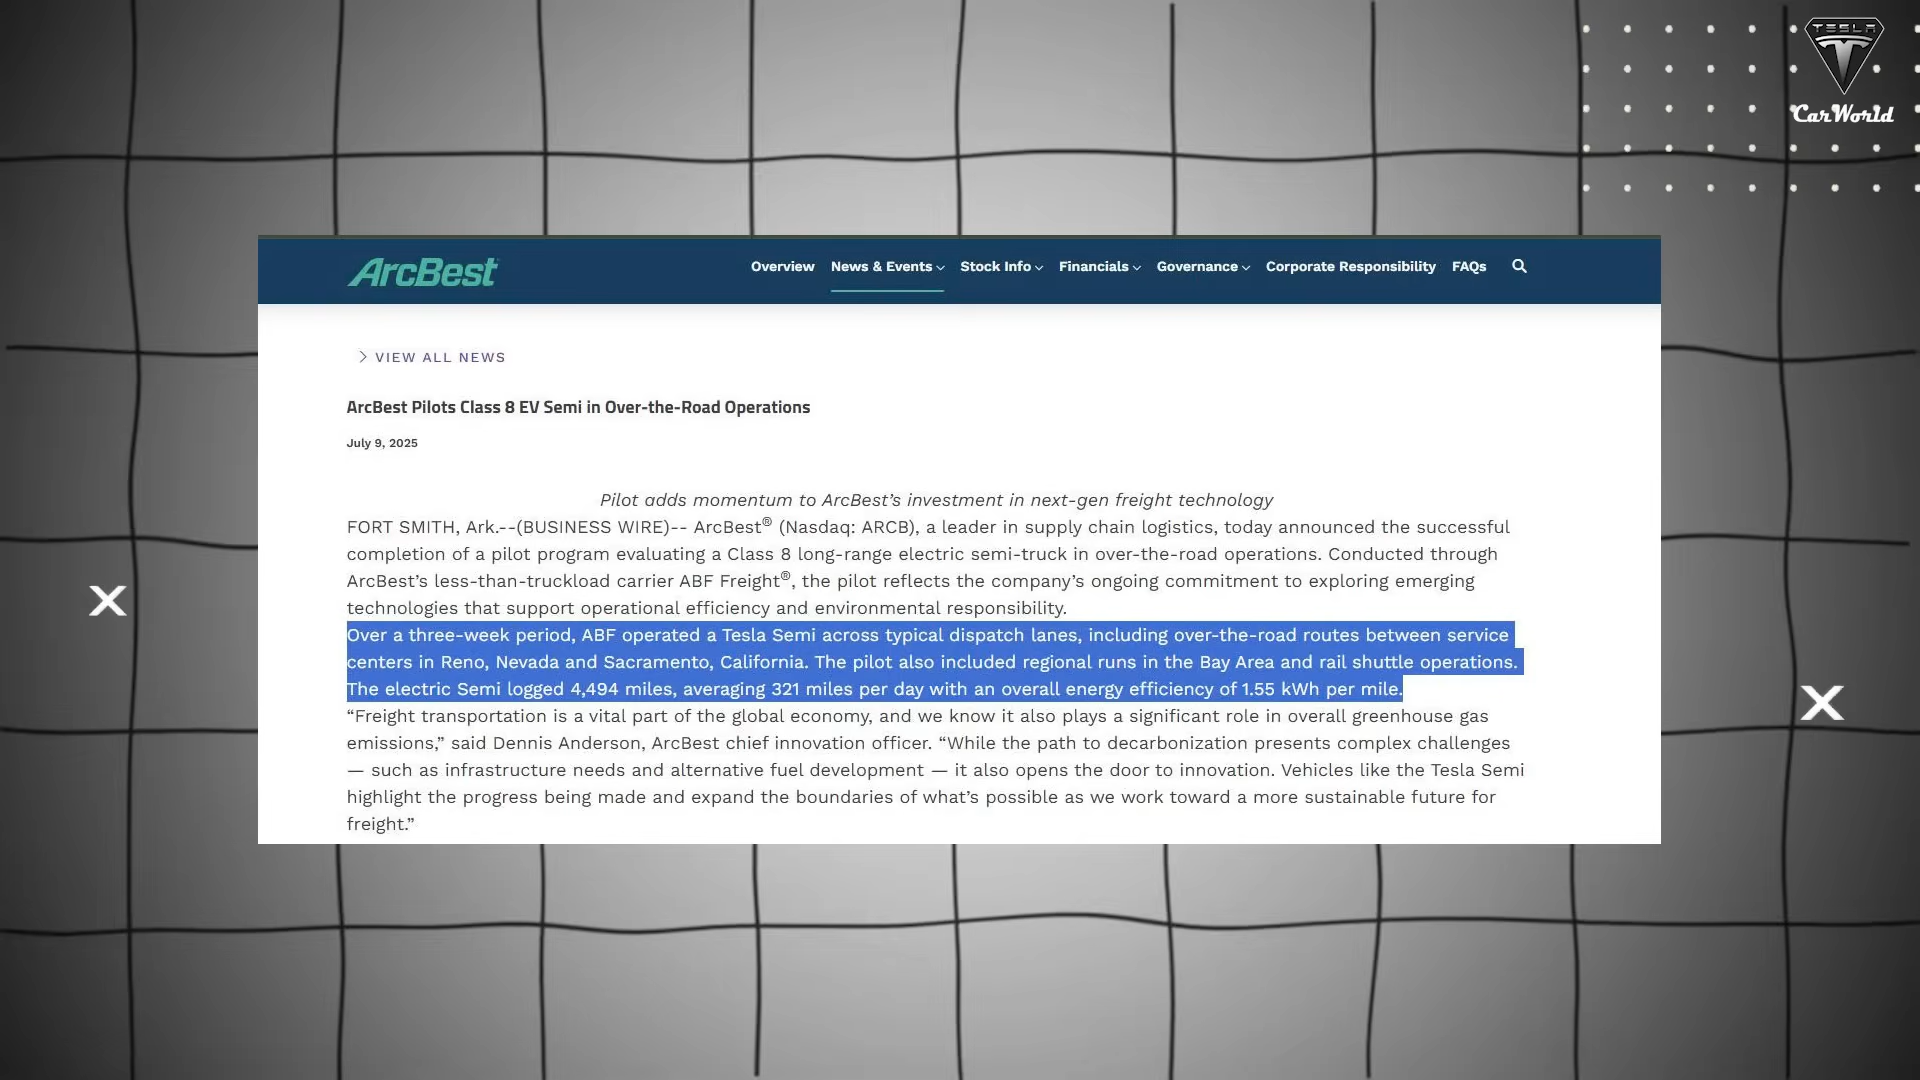 TESLA
CarWorld
ArcBest
Overview News & Events Stock Info Financials Governance Corporate Responsibility FAQs
VIEW ALL NEWS
ArcBest Pilots Class 8 EV Semi in Over-the-Road Operations
July 9, 2025
Pilot adds momentum to ArcBest’s investment in next-gen freight technology
FORT SMITH, Ark.--(BUSINESS WIRE)-- ArcBest® (Nasdaq: ARCB), a leader in supply chain logistics, today announced the successful
completion of a pilot program evaluating a Class 8 long-range electric semi-truck in over-the-road operations. Conducted through
ArcBest’s less-than-truckload carrier ABF Freight®, the pilot reflects the company’s ongoing commitment to exploring emerging
technologies that support operational efficiency and environmental responsibility.
Over a three-week period, ABF operated a Tesla Semi across typical dispatch lanes, including over-the-road routes between service
centers in Reno, Nevada and Sacramento, California. The pilot also included regional runs in the Bay Area and rail shuttle operations.
The electric Semi logged 4,494 miles, averaging 321 miles per day with an overall energy efficiency of 1.55 kWh per mile.
“Freight transportation is a vital part of the global economy, and we know it also plays a significant role in overall greenhouse gas
emissions,” said Dennis Anderson, ArcBest chief innovation officer. “While the path to decarbonization presents complex challenges
— such as infrastructure needs and alternative fuel development — it also opens the door to innovation. Vehicles like the Tesla Semi
highlight the progress being made and expand the boundaries of what’s possible as we work toward a more sustainable future for
freight.”